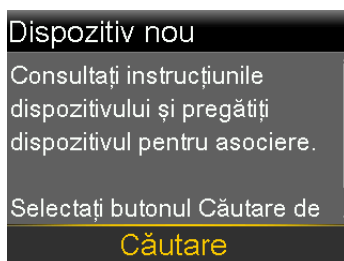 Dispozitiv nou
Consultați instrucțiunile
dispozitivului și pregătiți
dispozitivul pentru asociere.
Selectați butonul Căutare de
Căutare